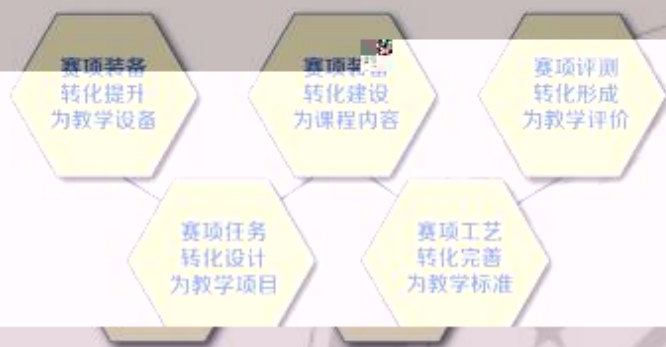 赛项装备
转化提升
为教学设备
赛项
转化建设
为课程内容
赛项评测
转化形成
为教学评价
赛项任务
转化设计
为教学项目
赛项工艺
转化完善
为教学标准